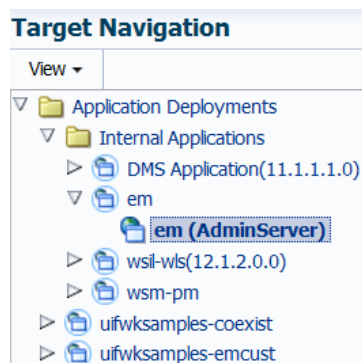 Target Navigation
View
Application Deployments
Internal Applications
DMS Application(11.1.1.1.0)
em
em (AdminServer)
wsil-wls(12.1.2.0.0)
wsm-pm
uifwksamples-coexist
uifwksamples-emcust